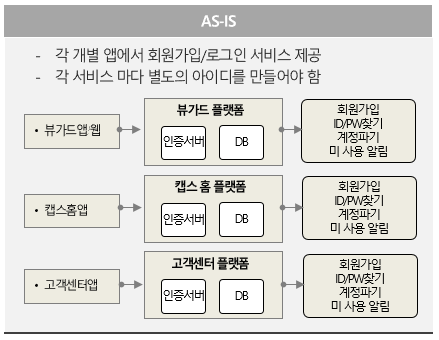 AS-IS
- 각 개별 앱에서 회원가입/로그인 서비스 제공
- 각 서비스 마다 별도의 아이디를 만들어야 함
• 뷰가드앱·웹
뷰가드 플랫폼
인증서버
DB
회원가입
ID/PW찾기
계정파기
미 사용 알림
• 캡스홈앱
캡스 홈 플랫폼
인증서버
DB
회원가입
ID/PW찾기
계정파기
미 사용 알림
• 고객센터앱
고객센터 플랫폼
인증서버
DB
회원가입
ID/PW찾기
계정파기
미 사용 알림